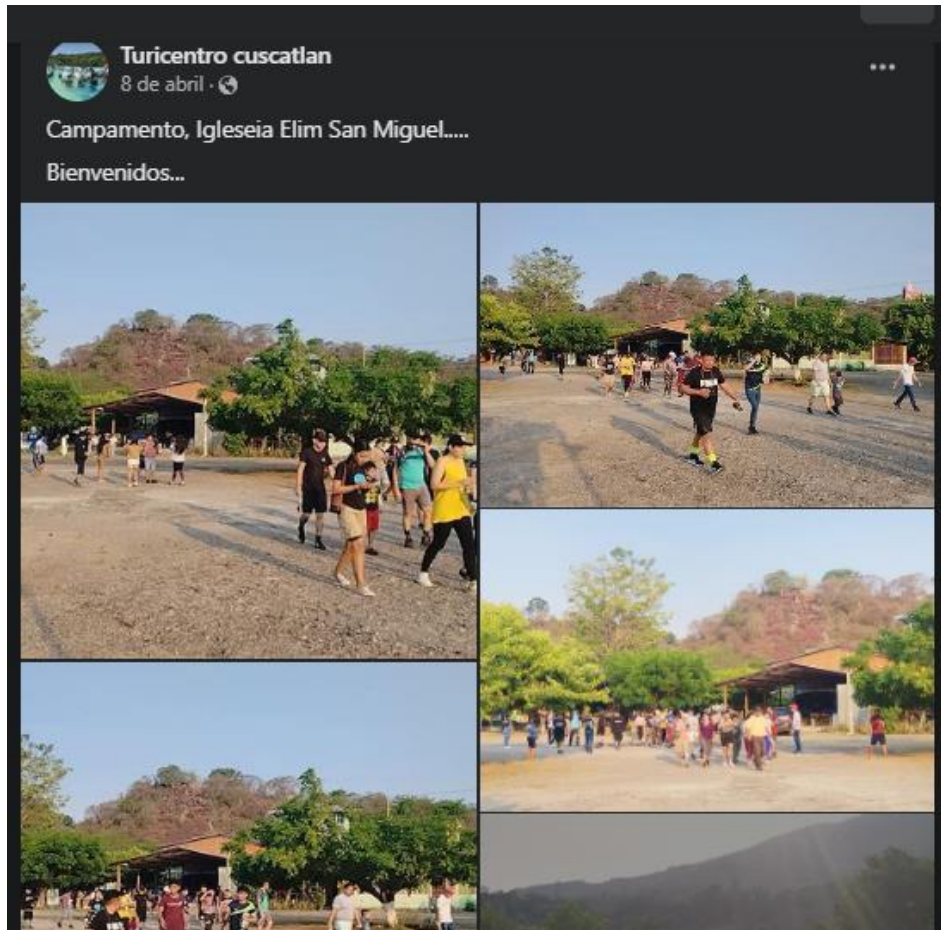 Turicentro cuscatlan
8 de abril ·
Campamento, Igleseia Elim San Miguel.....
Bienvenidos...